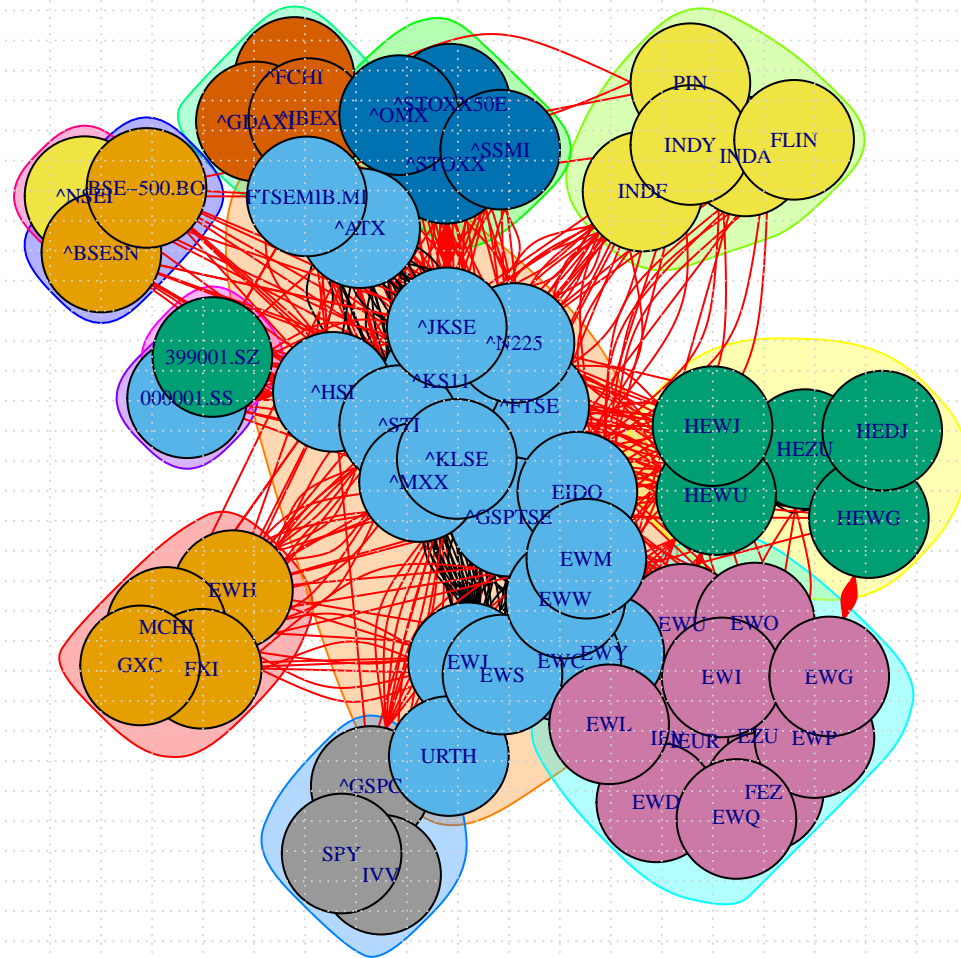 ^FCHI
^GDAXI
^IBEX
^STOXX50E
^OMX
^STOXX
^SSMI
PIN
INDY
INDA
FLIN
INDF
BSE-500.BO
^NSEI
^BSESN
FTSEMIB.MI
^ATX
399001.SZ
000001.SS
^JKSE
^N225
^KS11
^HSI
^FTSE
^STI
^KLSE
^MXX
^GSPTSE
EIDO
EWM
EWW
HEWJ
HEZU
HEDJ
HEWU
HEWG
EWH
MCHI
GXC
FXI
EWJ
EWS
EWC
EWY
URTH
EWU
EWO
EWI
EWG
EWL
IEUR
EZU
EWP
EWD
FEZ
EWQ
^GSPC
SPY
IVV